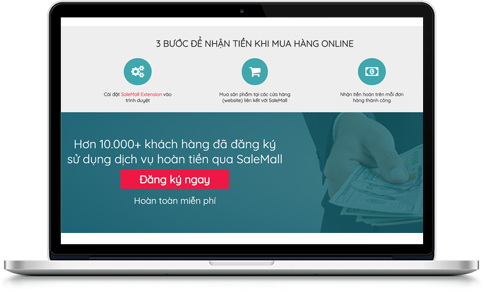 3 BƯỚC ĐỂ NHẬN TIỀN KHI MUA HÀNG ONLINE
Cài đặt SaleMall Extension vào
trình duyệt
Mua sản phẩm tại các cửa hàng
(website) liên kết với SaleMall
Nhận tiền hoàn trên mỗi đơn
hàng thành công
Hơn 10.000+ khách hàng đã đăng ký
sử dụng dịch vụ hoàn tiền qua SaleMall
Đăng ký ngay
Hoàn toàn miễn phí